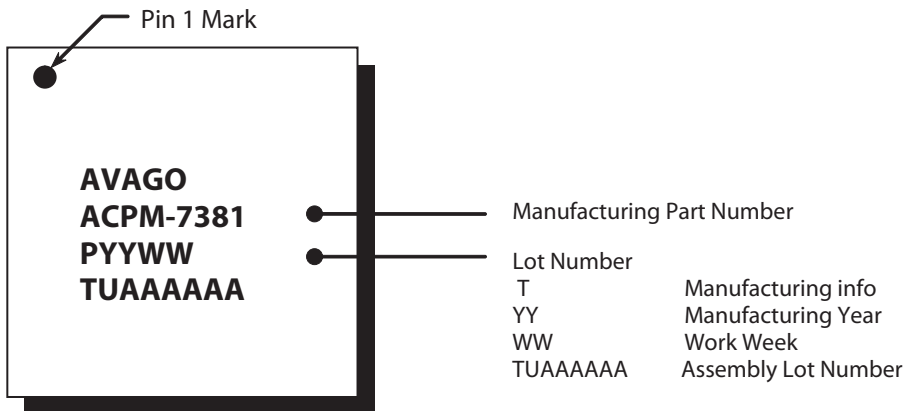 Pin 1 Mark
AVAGO
ACPM-7381
PYYWW
TUAAAAAA
Manufacturing Part Number
Lot Number
T Manufacturing info
YY Manufacturing Year
WW Work Week
TUAAAAAA Assembly Lot Number